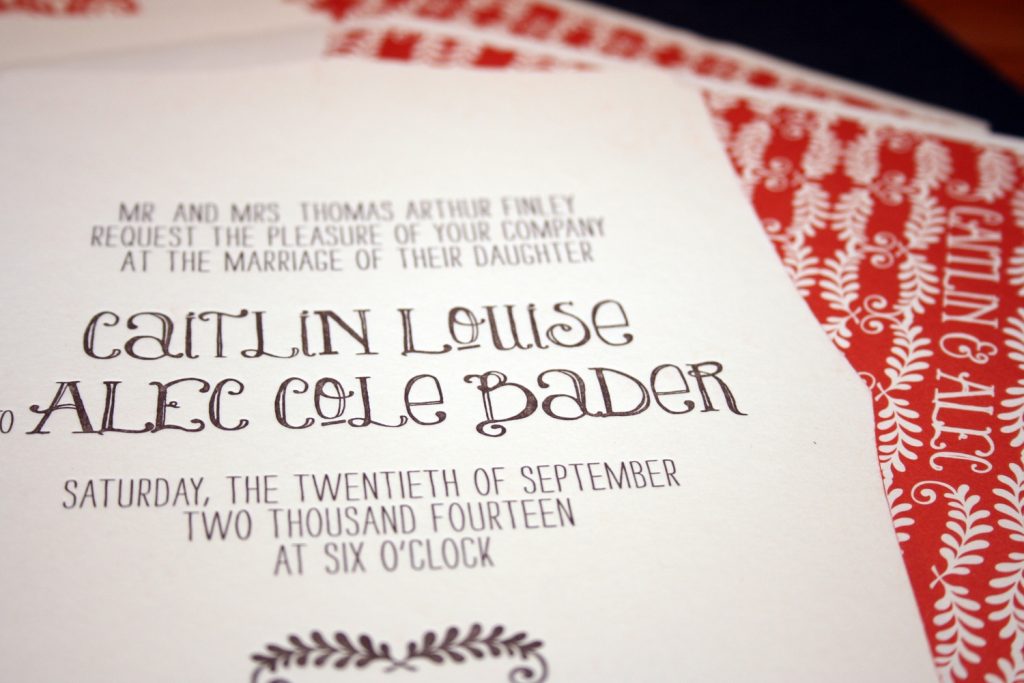 MR AND MRS THOMAS ARTHUR FINLEY
REQUEST THE PLEASURE OF YOUR COMPANY
AT THE MARRIAGE OF THEIR DAUGHTER
CAITLIN LOUISE
TO ALEC COLE BADER
SATURDAY, THE TWENTIETH OF SEPTEMBER
TWO THOUSAND FOURTEEN
AT SIX O'CLOCK
CAITLIN & ALEC